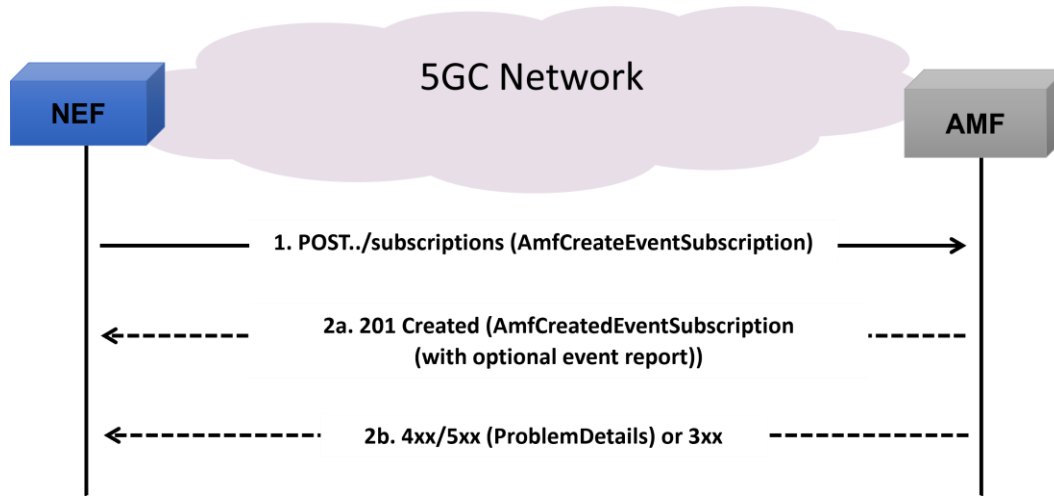 5GC Network
NEF
AMF
1. POST../subscriptions (AmfCreateEventSubscription)
2a. 201 Created (AmfCreatedEventSubscription
(with optional event report))
2b. 4xx/5xx (ProblemDetails) or 3xx